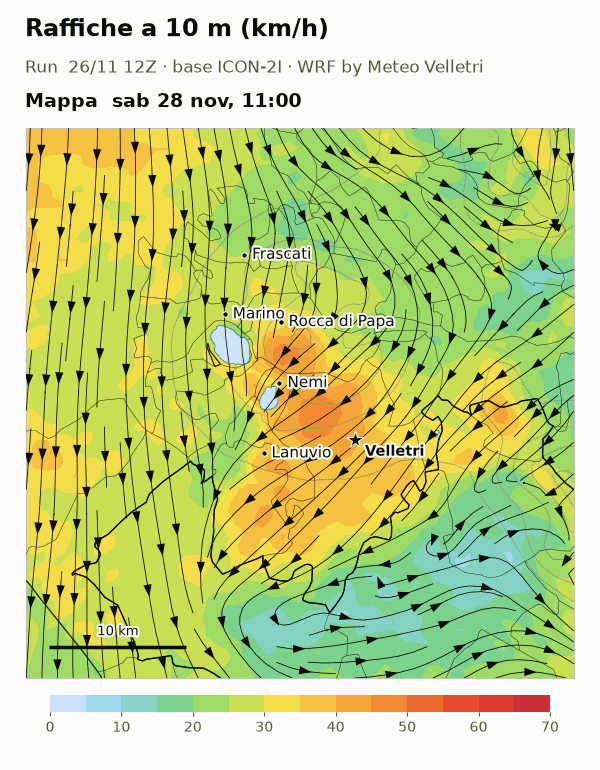 Raffiche a 10 m (km/h)
Run 26/11 12Z · base ICON-2I · WRF by Meteo Velletri
Mappa sab 28 nov, 11:00
Frascati
Marino
Rocca di Papa
Nemi
Velletri
Lanuvio
10 km
0 10 20 30 40 50 60 70